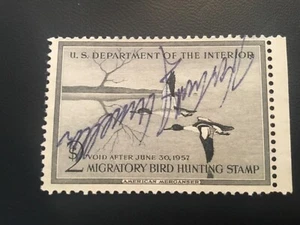 U.S. DEPARTMENT OF THE INTERIOR
$2 VOID AFTER JUNE 30, 1957
MIGRATORY BIRD HUNTING STAMP
AMERICAN MERGANSER